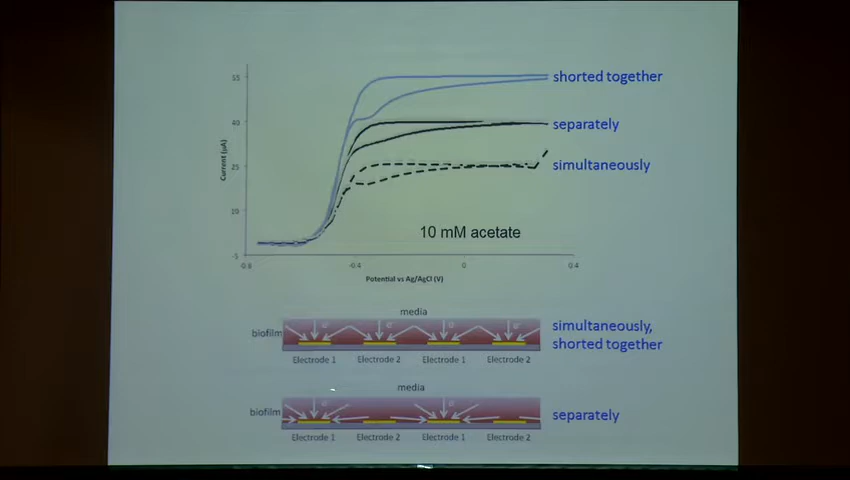 55
shorted together
40
separately
25
simultaneously
Current (μA)
10
10 mM acetate
-5
-0.8
-0.4
0
0.4
Potential vs Ag/AgCl (V)
media
biofilm
e⁻
e⁻
e⁻
e⁻
simultaneously,
shorted together
Electrode 1
Electrode 2
Electrode 1
Electrode 2
media
biofilm
e⁻
e⁻
separately
Electrode 1
Electrode 2
Electrode 1
Electrode 2